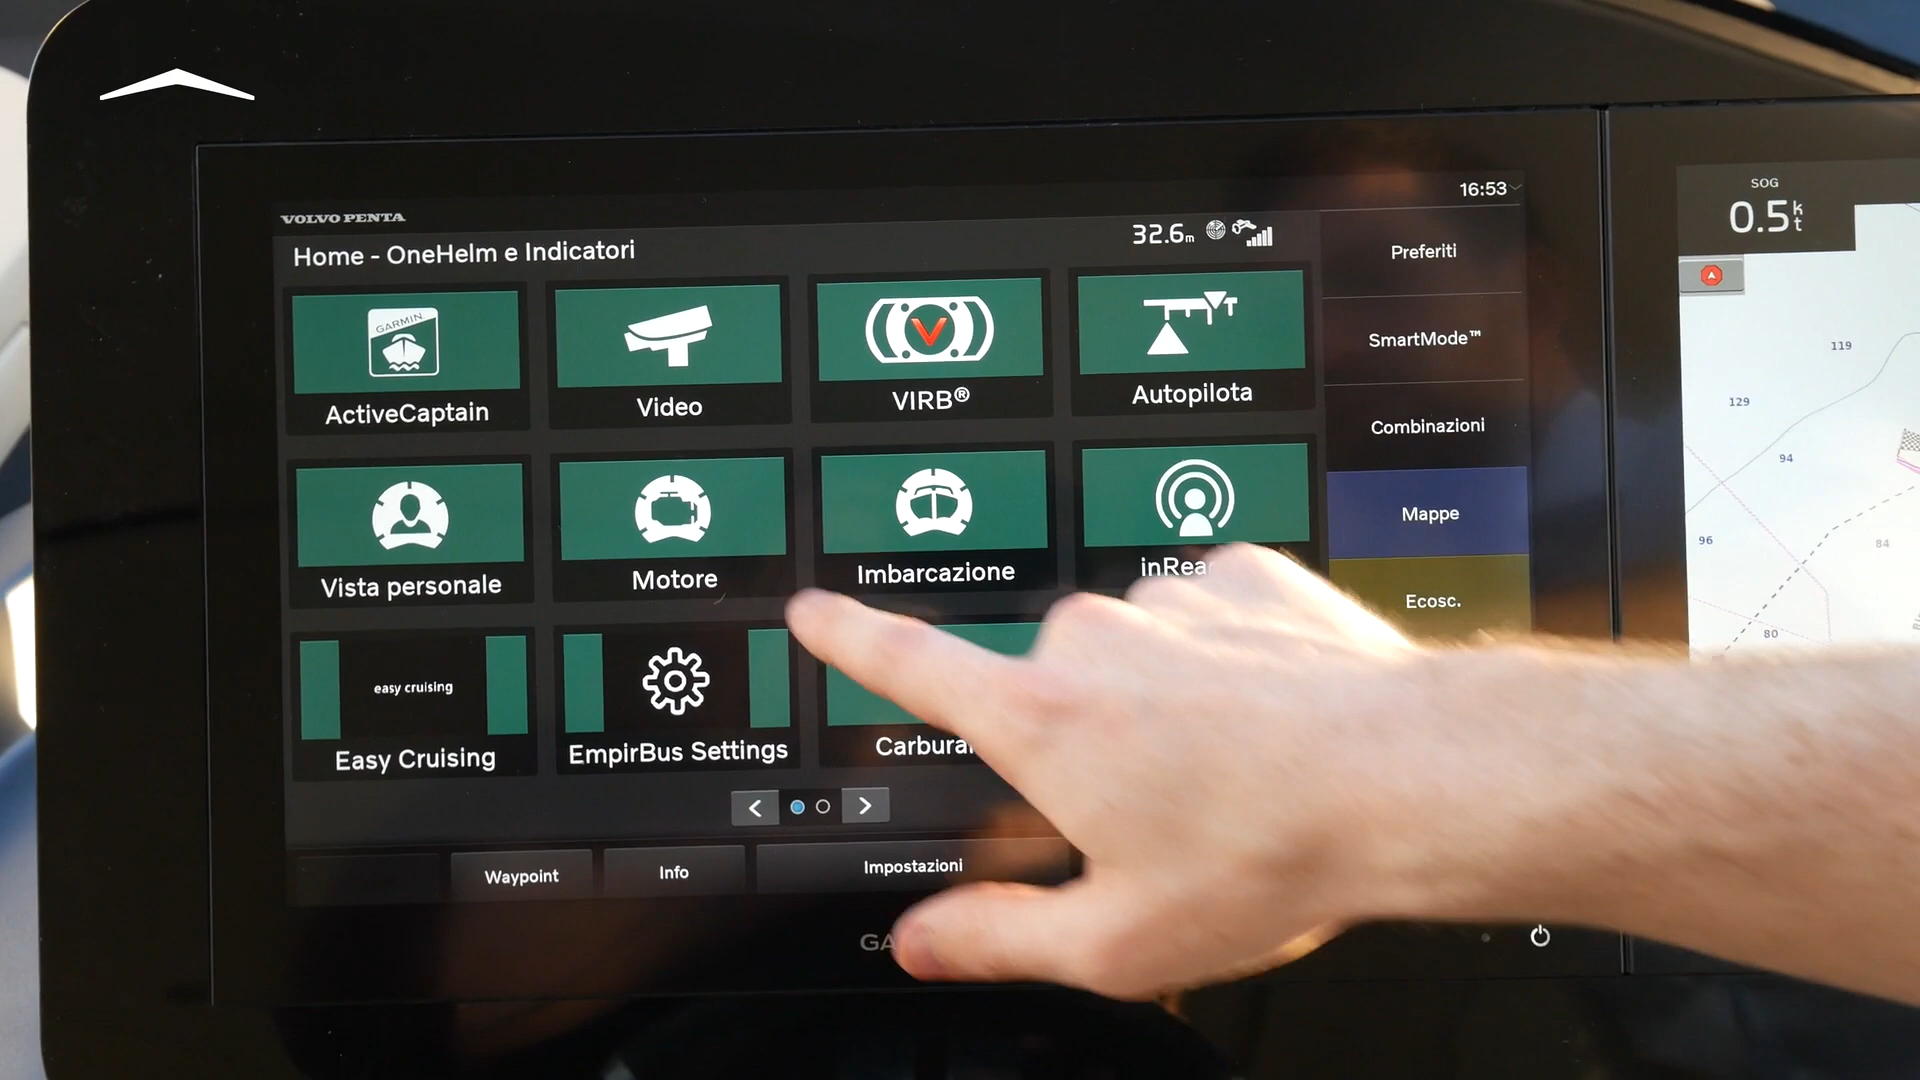 16:53
VOLVO PENTA
Home - OneHelm e Indicatori
32.6m
Preferiti
GARMIN
ActiveCaptain
Video
VIRB®
Autopilota
SmartMode™
Combinazioni
Vista personale
Motore
Imbarcazione
Mappe
Ecosc.
easy cruising
Easy Cruising
EmpirBus Settings
Waypoint
Info
Impostazioni
SOG
0.5kt
119
129
94
96
84
80